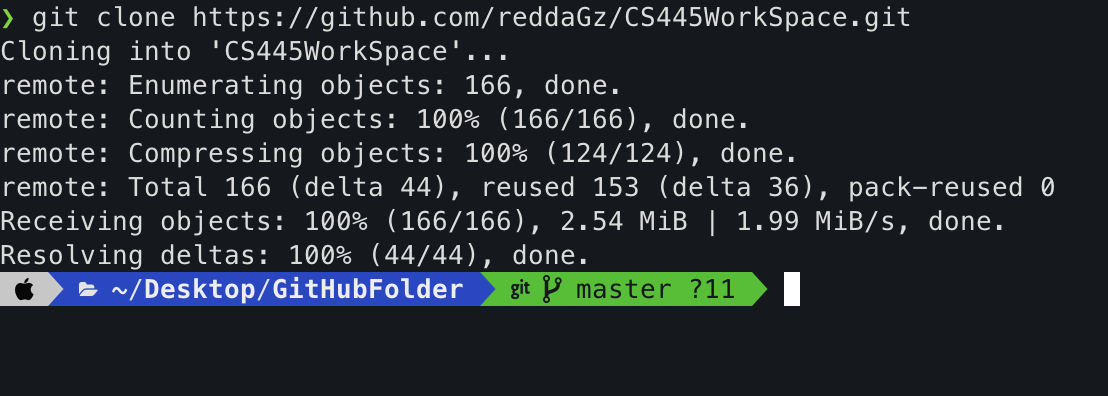 ❯ git clone https://github.com/reddaGz/CS445WorkSpace.git
Cloning into 'CS445WorkSpace'...
remote: Enumerating objects: 166, done.
remote: Counting objects: 100% (166/166), done.
remote: Compressing objects: 100% (124/124), done.
remote: Total 166 (delta 44), reused 153 (delta 36), pack-reused 0
Receiving objects: 100% (166/166), 2.54 MiB | 1.99 MiB/s, done.
Resolving deltas: 100% (44/44), done.
~/Desktop/GitHubFolder git master ?11